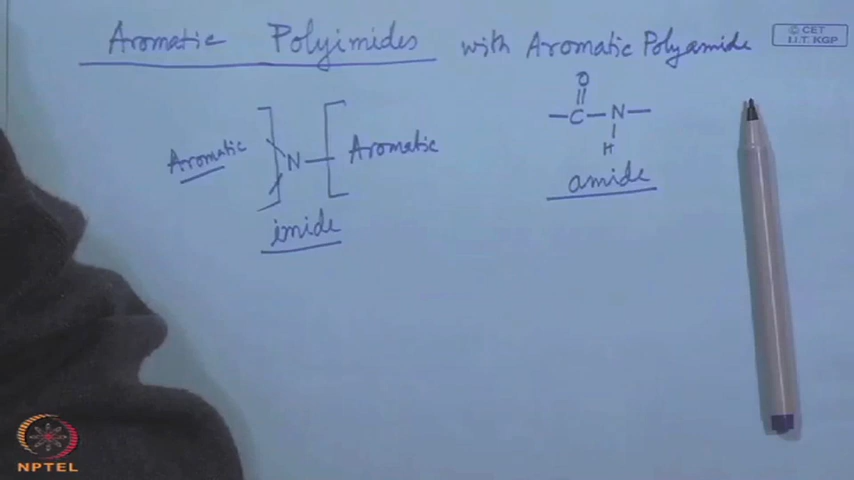 Aromatic Polyimides with Aromatic Polyamide
© CET
I.I.T. KGP
O
Aromatic N Aromatic
— C — N —
H
imide
amide
NPTEL